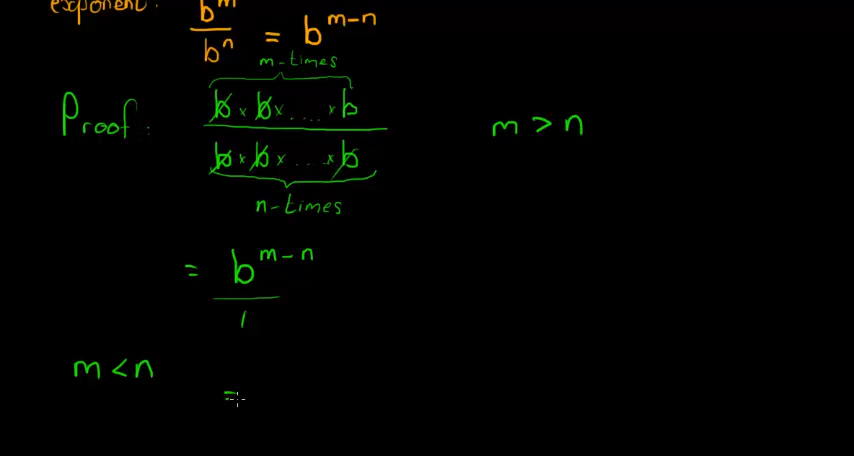 exponent: b^m / b^n = b^(m-n)
m-times
Proof: b × b × .... × b / b × b × ... × b m > n
n-times
= b^(m-n) / 1
m < n
=